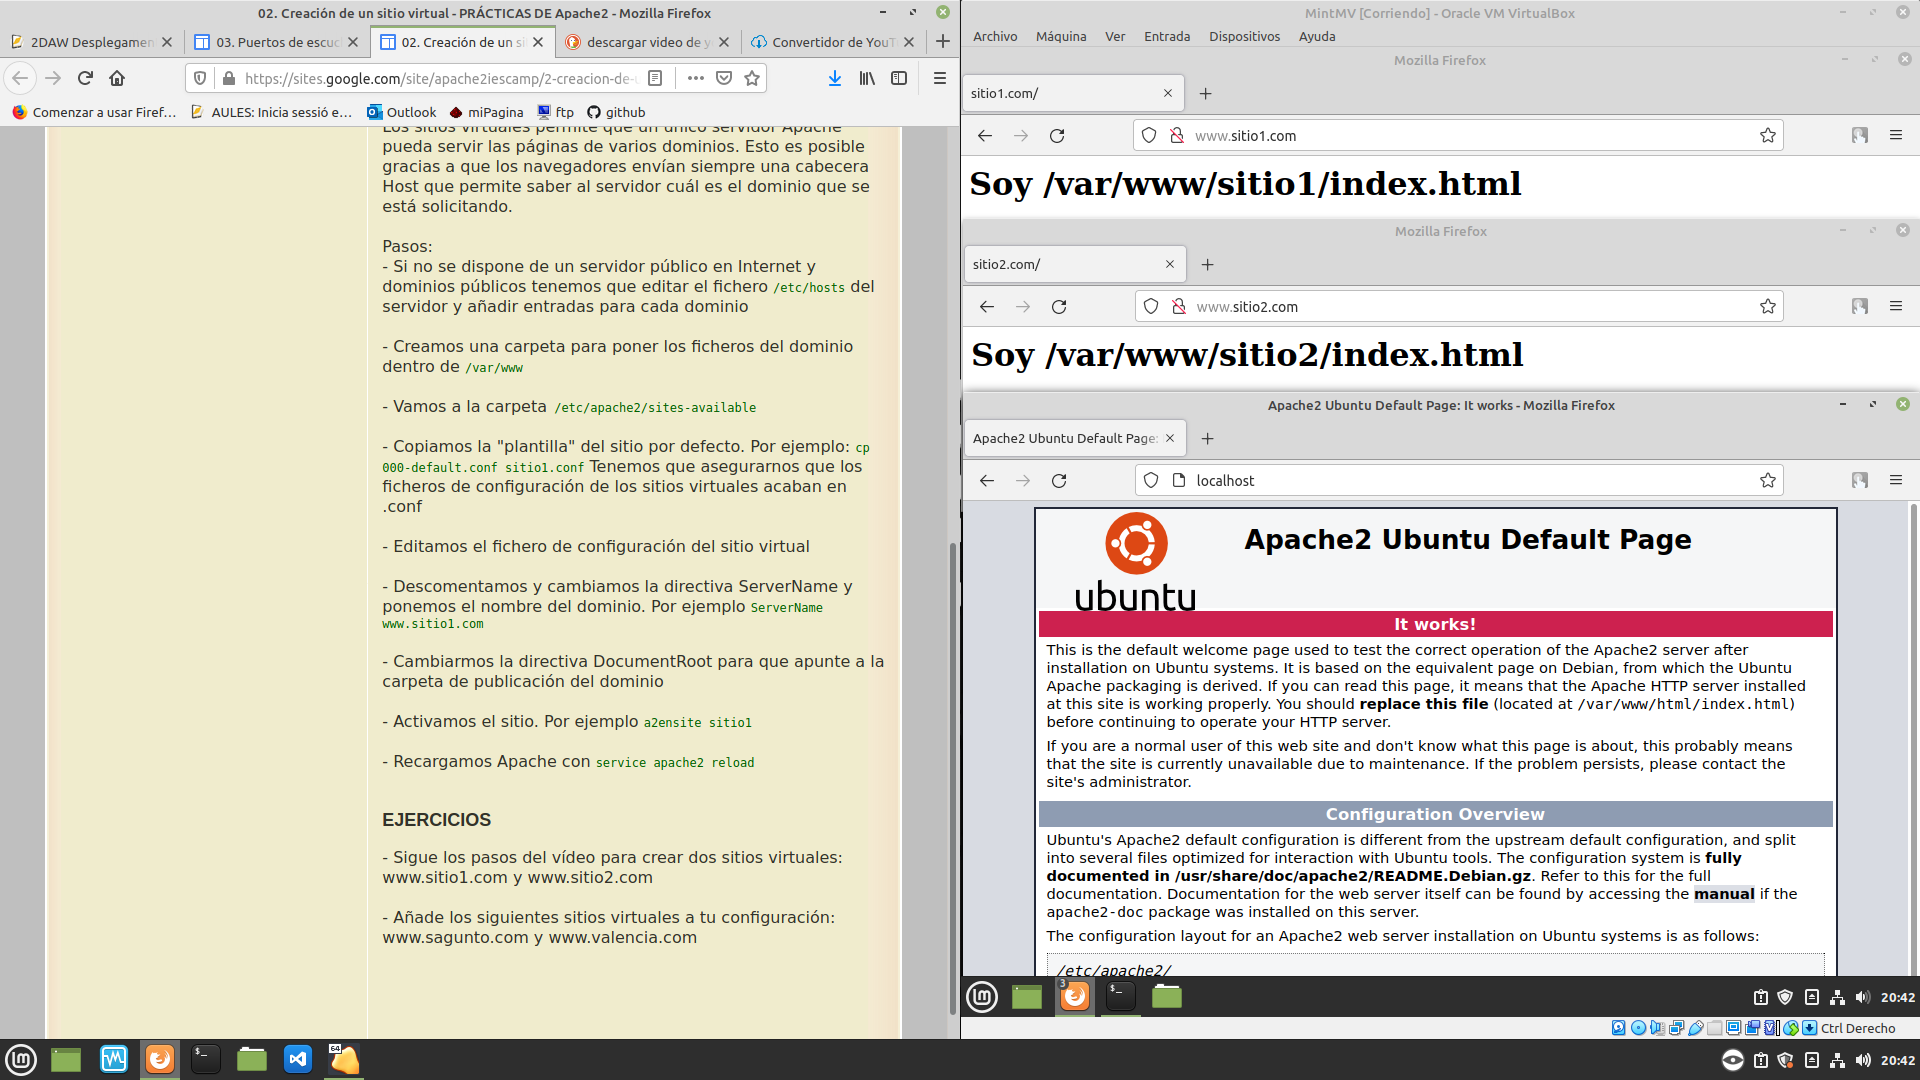 02. Creación de un sitio virtual - PRÁCTICAS DE Apache2 - Mozilla Firefox
2DAW Desplegamen
03. Puertos de escuc
02. Creación de un si
descargar video de y
Convertidor de YouT
https://sites.google.com/site/apache2iescamp/2-creacion-de-
Comenzar a usar Firef...
AULES: Inicia sessió e...
Outlook
miPagina
ftp
github
Los sitios virtuales permite que un único servidor Apache
pueda servir las páginas de varios dominios. Esto es posible
gracias a que los navegadores envían siempre una cabecera
Host que permite saber al servidor cuál es el dominio que se
está solicitando.
Pasos:
- Si no se dispone de un servidor público en Internet y
dominios públicos tenemos que editar el fichero /etc/hosts del
servidor y añadir entradas para cada dominio
- Creamos una carpeta para poner los ficheros del dominio
dentro de /var/www
- Vamos a la carpeta /etc/apache2/sites-available
- Copiamos la "plantilla" del sitio por defecto. Por ejemplo: cp
000-default.conf sitio1.conf Tenemos que asegurarnos que los
ficheros de configuración de los sitios virtuales acaban en
.conf
- Editamos el fichero de configuración del sitio virtual
- Descomentamos y cambiamos la directiva ServerName y
ponemos el nombre del dominio. Por ejemplo ServerName
www.sitio1.com
- Cambiarmos la directiva DocumentRoot para que apunte a la
carpeta de publicación del dominio
- Activamos el sitio. Por ejemplo a2ensite sitio1
- Recargamos Apache con service apache2 reload
EJERCICIOS
- Sigue los pasos del vídeo para crear dos sitios virtuales:
www.sitio1.com y www.sitio2.com
- Añade los siguientes sitios virtuales a tu configuración:
www.sagunto.com y www.valencia.com
MintMV [Corriendo] - Oracle VM VirtualBox
Archivo Máquina Ver Entrada Dispositivos Ayuda
Mozilla Firefox
sitio1.com/
www.sitio1.com
Soy /var/www/sitio1/index.html
Mozilla Firefox
sitio2.com/
www.sitio2.com
Soy /var/www/sitio2/index.html
Apache2 Ubuntu Default Page: It works - Mozilla Firefox
Apache2 Ubuntu Default Page:
localhost
ubuntu
Apache2 Ubuntu Default Page
It works!
This is the default welcome page used to test the correct operation of the Apache2 server after
installation on Ubuntu systems. It is based on the equivalent page on Debian, from which the Ubuntu
Apache packaging is derived. If you can read this page, it means that the Apache HTTP server installed
at this site is working properly. You should replace this file (located at /var/www/html/index.html)
before continuing to operate your HTTP server.
If you are a normal user of this web site and don't know what this page is about, this probably means
that the site is currently unavailable due to maintenance. If the problem persists, please contact the
site's administrator.
Configuration Overview
Ubuntu's Apache2 default configuration is different from the upstream default configuration, and split
into several files optimized for interaction with Ubuntu tools. The configuration system is fully
documented in /usr/share/doc/apache2/README.Debian.gz. Refer to this for the full
documentation. Documentation for the web server itself can be found by accessing the manual if the
apache2-doc package was installed on this server.
The configuration layout for an Apache2 web server installation on Ubuntu systems is as follows:
/etc/apache2/
3
$_
20:42
Ctrl Derecho
$_
64
20:42